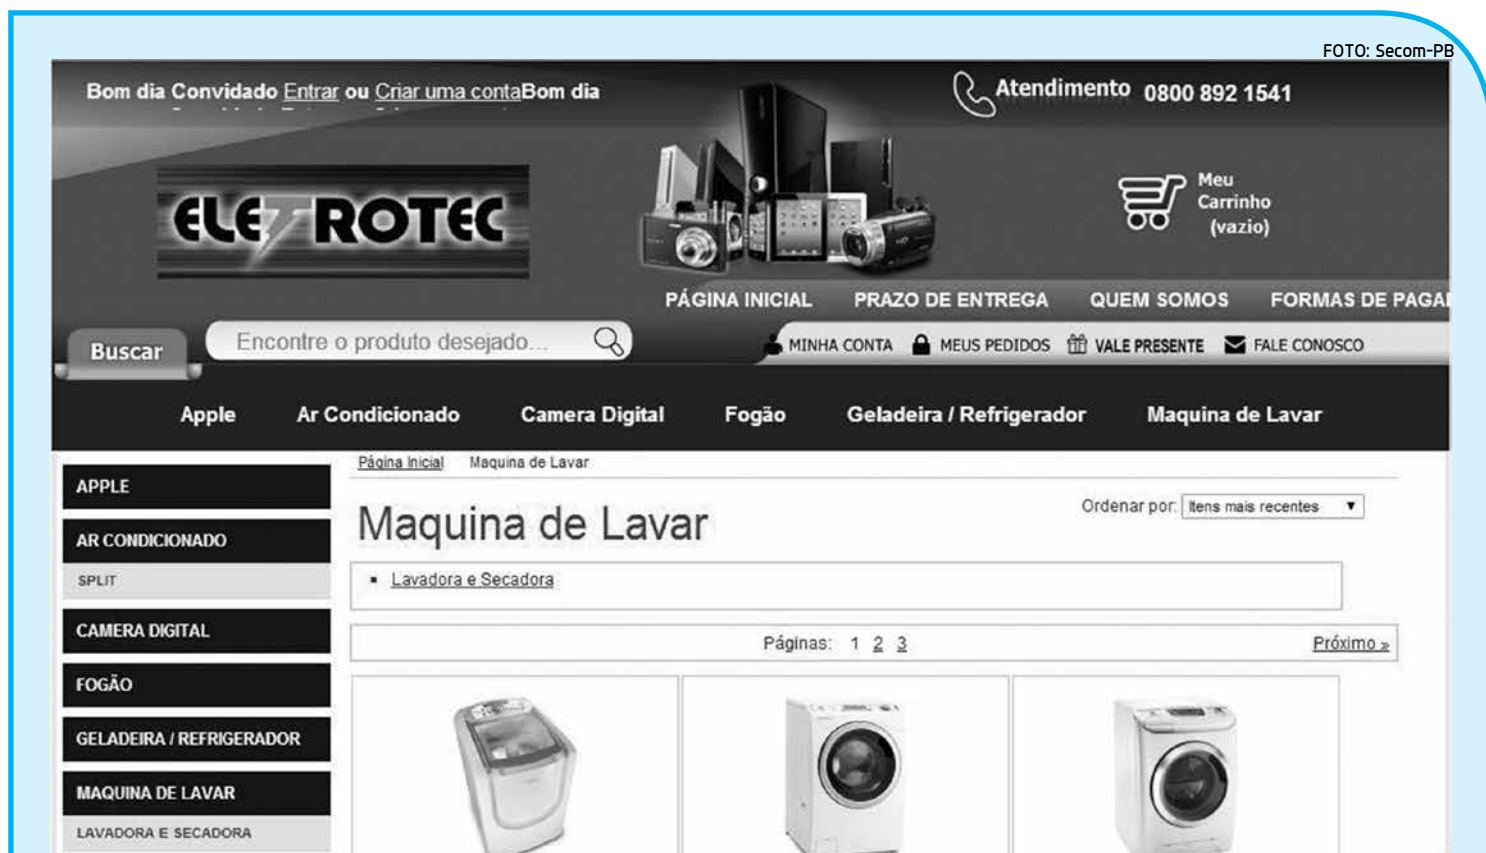 FOTO: Secom-PB
Bom dia Convidado Entrar ou Criar uma contaBom dia
Atendimento 0800 892 1541
ELETROTEC
Meu
Carrinho
(vazio)
PÁGINA INICIAL PRAZO DE ENTREGA QUEM SOMOS FORMAS DE PAGA
Buscar Encontre o produto desejado...
MINHA CONTA MEUS PEDIDOS VALE PRESENTE FALE CONOSCO
Apple Ar Condicionado Camera Digital Fogão Geladeira / Refrigerador Maquina de Lavar
Página Inicial Maquina de Lavar
APPLE
AR CONDICIONADO
SPLIT
CAMERA DIGITAL
FOGÃO
GELADEIRA / REFRIGERADOR
MAQUINA DE LAVAR
LAVADORA E SECADORA
Maquina de Lavar
Ordenar por: Itens mais recentes
Lavadora e Secadora
Páginas: 1 2 3 Próximo »